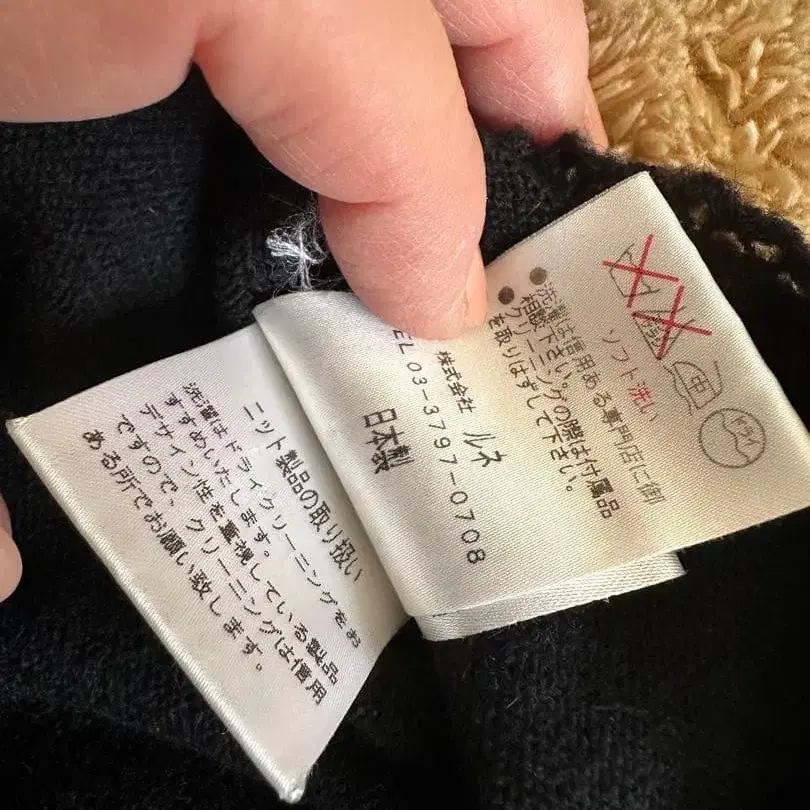 中
ドライ
ソフト洗い
●洗濯は信用ある専門店に御
相談下さい。
●クリーニングの際は付属品
を取りはずして下さい。
株式会社 ルネ
EL 03-3797-0708
日本製
ニット製品の取り扱い
洗濯はドライクリーニングをお
すすめいたします。
デザイン性を重視している製品
ですので、クリーニングは信用
ある所でお願い致します。